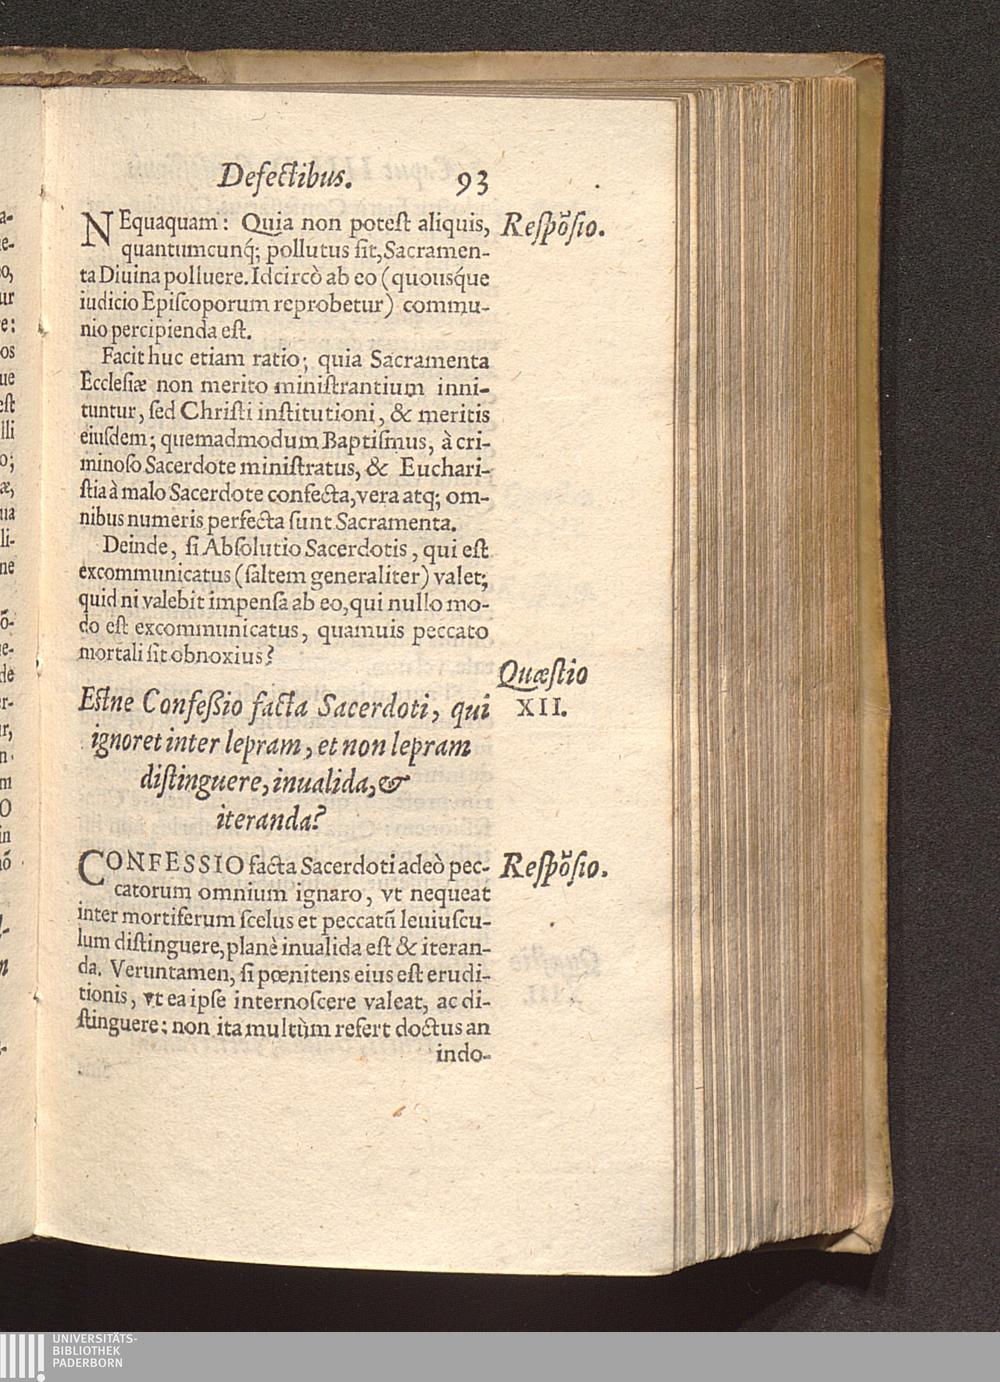 Defectibus. 93
NEquaquam: Quia non potest aliquis, Respōsio.
quantumcunq́; pollutus sit, Sacramen-
ta Diuina polluere. Idcircò ab eo (quousq́ue
iudicio Episcoporum reprobetur) commu-
nio percipienda est.
Facit huc etiam ratio; quia Sacramenta
Ecclesiæ non merito ministrantium inni-
tuntur, sed Christi institutioni, & meritis
eiusdem; quemadmodum Baptismus, à cri-
minoso Sacerdote ministratus, & Euchari-
stia à malo Sacerdote confecta, vera atq; om-
nibus numeris perfecta sunt Sacramenta.
Deinde, si Absolutio Sacerdotis, qui est
excommunicatus (saltem generaliter) valet;
quid ni valebit impensa ab eo, qui nullo mo-
do est excommunicatus, quamuis peccato
mortali sit obnoxius?
Quæstio
XII.
Estne Confessio facta Sacerdoti, qui
ignoret inter lepram, et non lepram
distinguere, inualida, &
iteranda?
CONFESSIO facta Sacerdoti adeò pec- Respōsio.
catorum omnium ignaro, vt nequeat
inter mortiferum scelus et peccatū leuiuscu-
lum distinguere, planè inualida est & iteran-
da. Veruntamen, si pœnitens eius est erudi-
tionis, vt ea ipse internoscere valeat, ac di-
stinguere: non ita multùm refert doctus an
indo-
UNIVERSITÄTS-
BIBLIOTHEK
PADERBORN